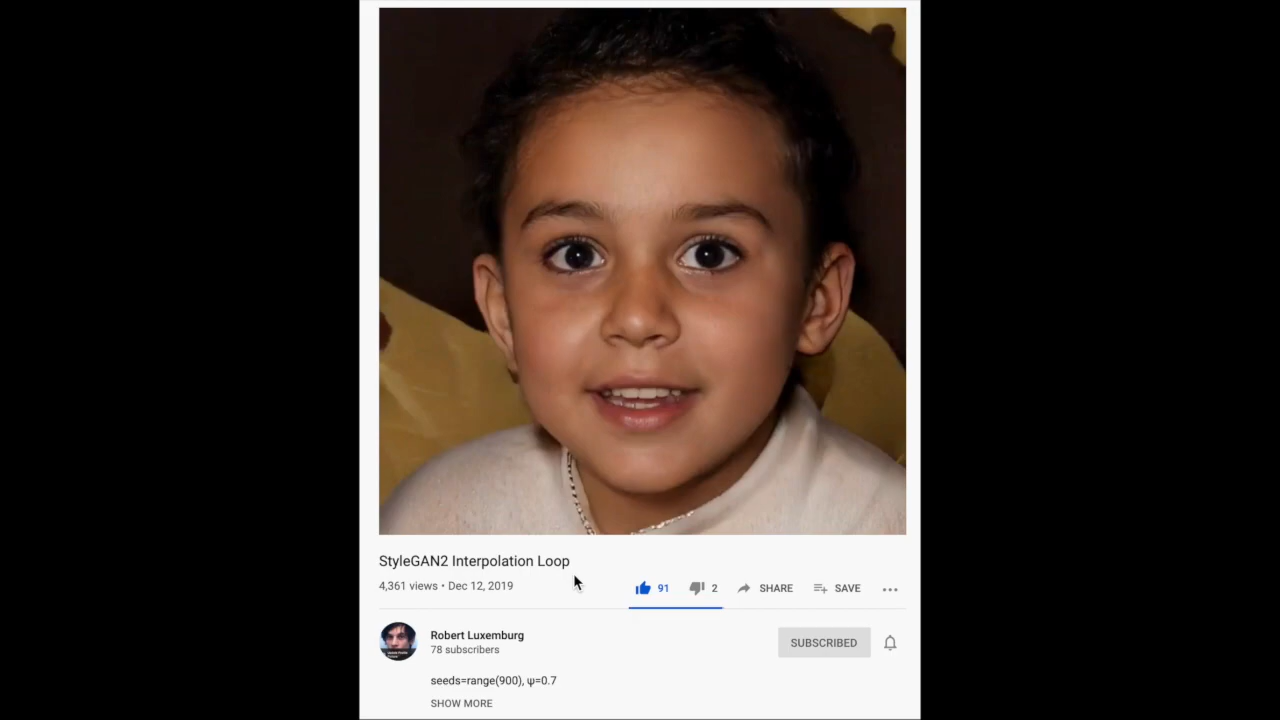 StyleGAN2 Interpolation Loop
4,361 views • Dec 12, 2019
91 2 SHARE SAVE
Robert Luxemburg
78 subscribers
SUBSCRIBED
seeds=range(900), ψ=0.7
SHOW MORE